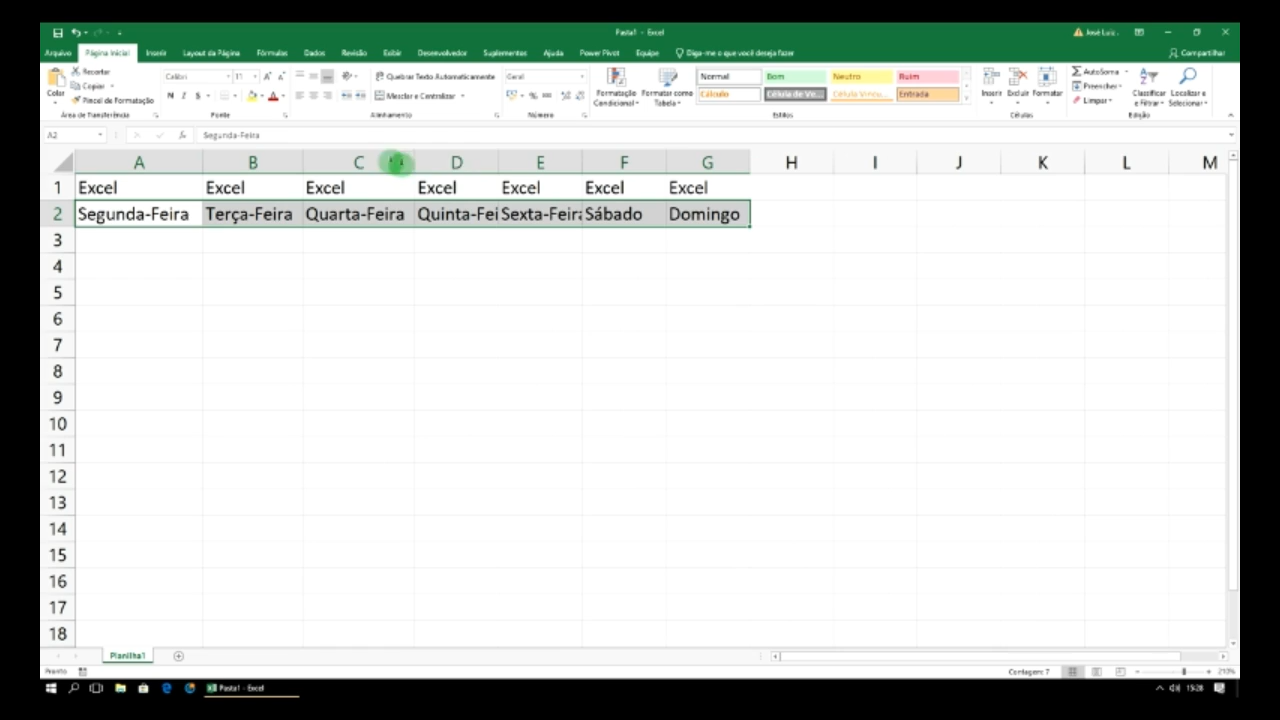 Pasta1 - Excel
José Luiz.
Arquivo Página Inicial Inserir Layout da Página Fórmulas Dados Revisão Exibir Desenvolvedor Suplementos Ajuda Power Pivot Equipe Diga-me o que você deseja fazer Compartilhar
Recortar
Copiar
Pincel de Formatação
Colar
Calibri 11
N I S
Quebrar Texto Automaticamente
Mesclar e Centralizar
Geral
Formatação Condicional
Formatar como Tabela
Normal Bom Neutro Ruim
Cálculo Célula de Ve... Célula Vincu... Entrada
Inserir Excluir Formatar
AutoSoma
Preencher
Limpar
Classificar e Filtrar
Localizar e Selecionar
Área de Transferência Fonte Alinhamento Número Estilos Células Edição
A2 fx Segunda-Feira
A B C D E F G H I J K L M
1 Excel Excel Excel Excel Excel Excel Excel
2 Segunda-Feira Terça-Feira Quarta-Feira Quinta-Fei Sexta-Feira Sábado Domingo
3
4
5
6
7
8
9
10
11
12
13
14
15
16
17
18
Planilha1
Pronto Contagem: 7 210%
Pasta1 - Excel 15:28